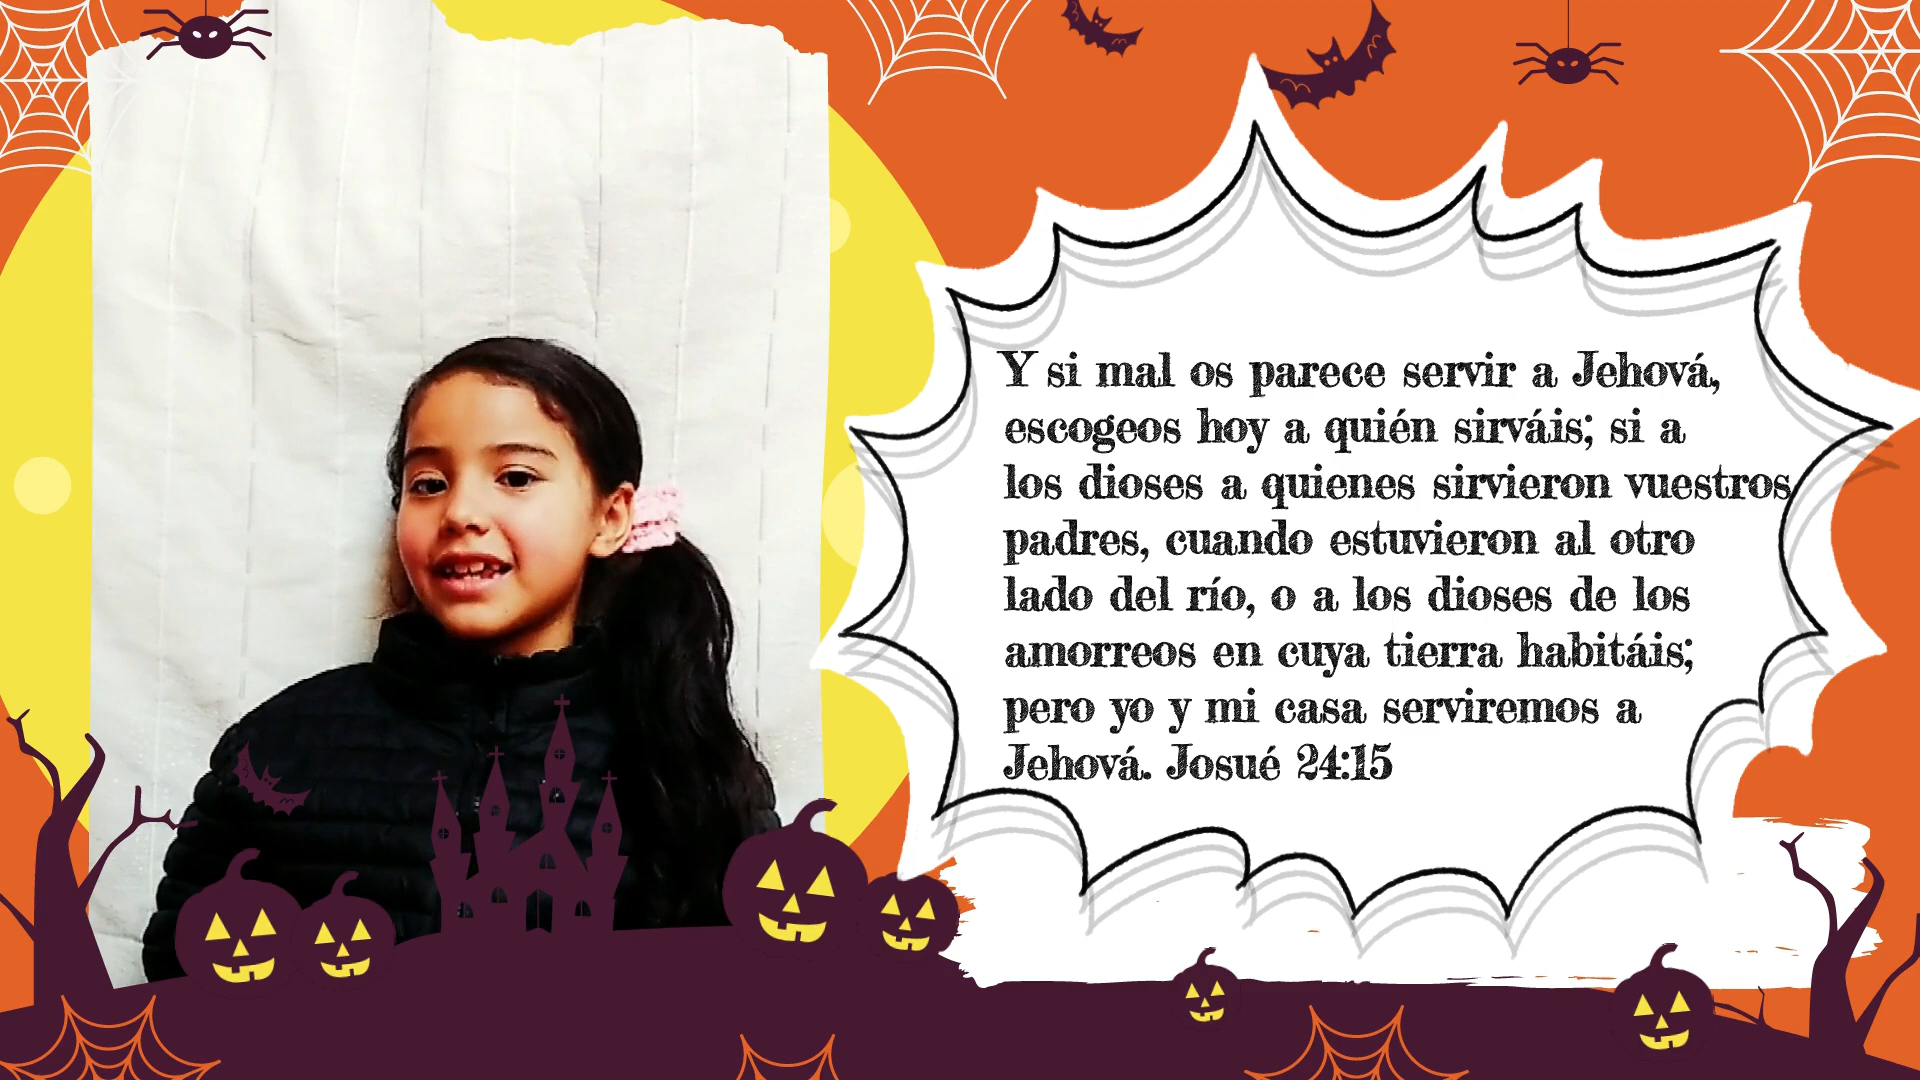 Y si mal os parece servir a Jehová,
escogeos hoy a quién sirváis; si a
los dioses a quienes sirvieron vuestros
padres, cuando estuvieron al otro
lado del río, o a los dioses de los
amorreos en cuya tierra habitáis;
pero yo y mi casa serviremos a
Jehová. Josué 24:15